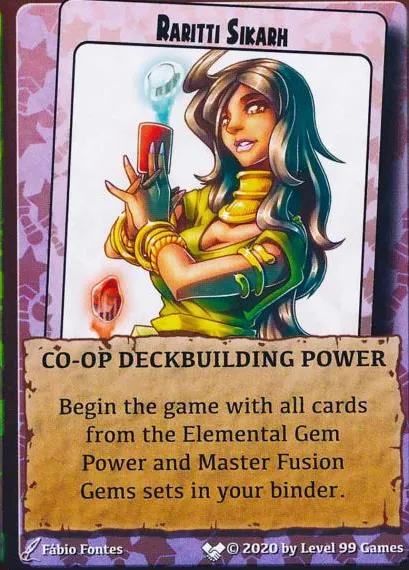 Raritti Sikarh
CO-OP DECKBUILDING POWER
Begin the game with all cards
from the Elemental Gem
Power and Master Fusion
Gems sets in your binder.
Fábio Fontes
© 2020 by Level 99 Games